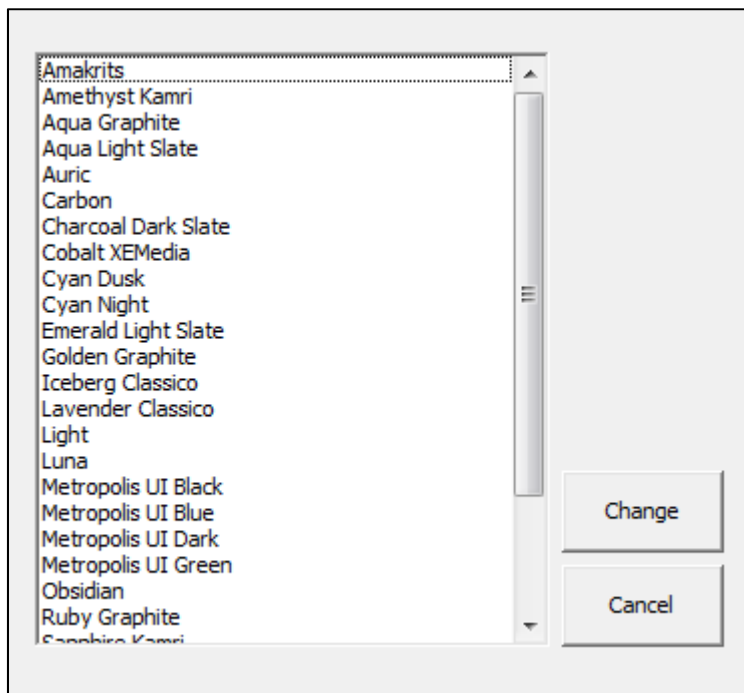 Amakrits
Amethyst Kamri
Aqua Graphite
Aqua Light Slate
Auric
Carbon
Charcoal Dark Slate
Cobalt XEMedia
Cyan Dusk
Cyan Night
Emerald Light Slate
Golden Graphite
Iceberg Classico
Lavender Classico
Light
Luna
Metropolis UI Black
Metropolis UI Blue
Metropolis UI Dark
Metropolis UI Green
Obsidian
Ruby Graphite
Sapphire Kamri
Change
Cancel